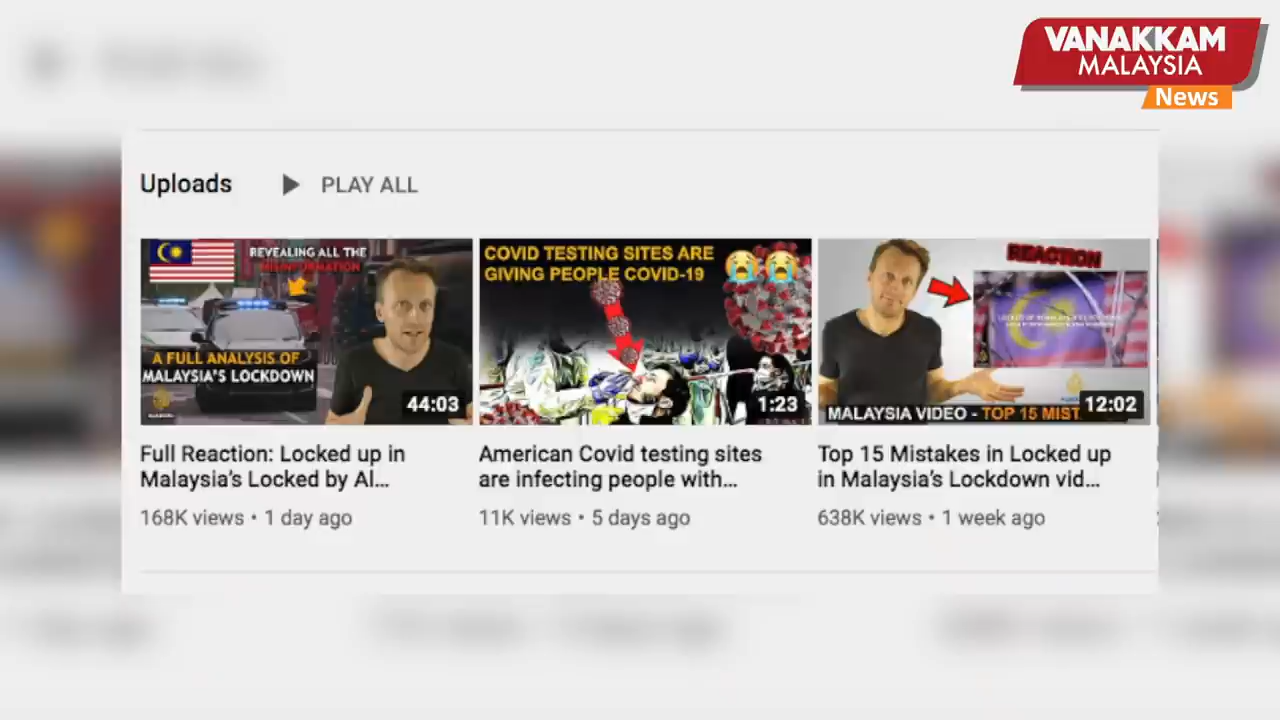 VANAKKAM
MALAYSIA
News
Uploads
PLAY ALL
REVEALING ALL THE
MISINFORMATION
A FULL ANALYSIS OF
MALAYSIA'S LOCKDOWN
44:03
COVID TESTING SITES ARE
GIVING PEOPLE COVID-19
1:23
REACTION
MALAYSIA VIDEO - TOP 15 MIST
12:02
Full Reaction: Locked up in
Malaysia's Locked by Al...
168K views • 1 day ago
American Covid testing sites
are infecting people with...
11K views • 5 days ago
Top 15 Mistakes in Locked up
in Malaysia's Lockdown vid...
638K views • 1 week ago